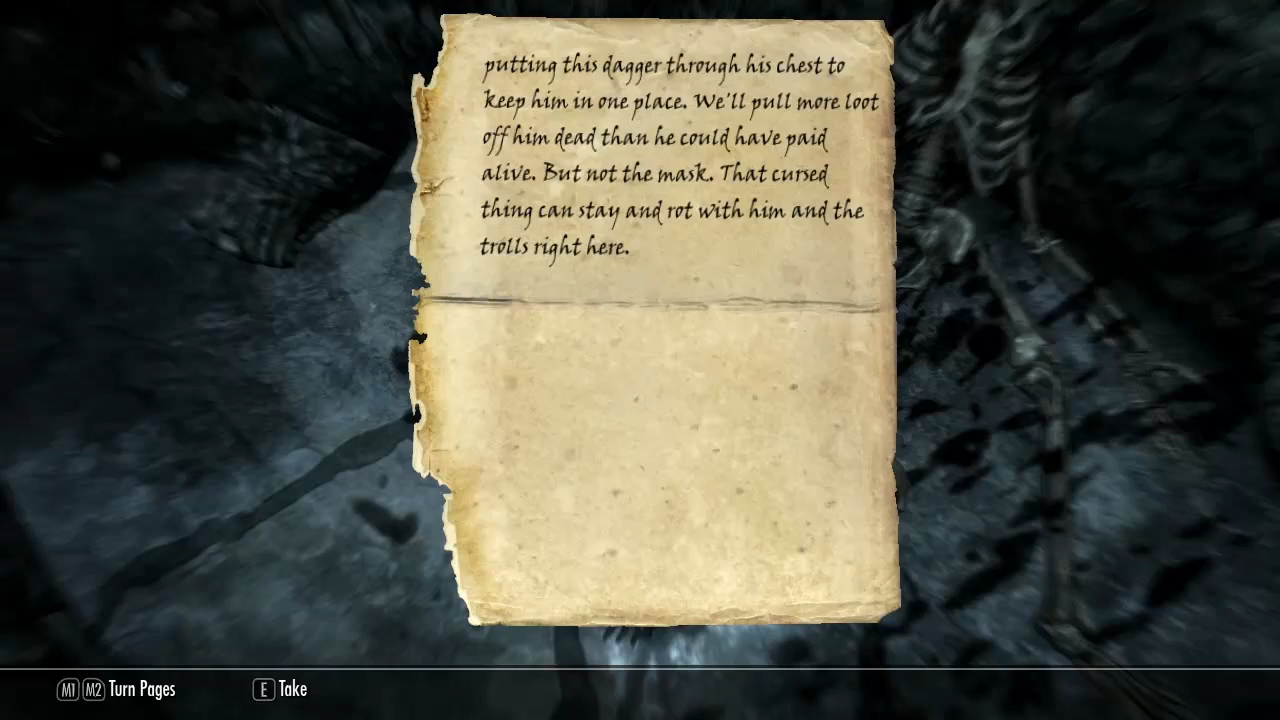 putting this dagger through his chest to
keep him in one place. We'll pull more loot
off him dead than he could have paid
alive. But not the mask. That cursed
thing can stay and rot with him and the
trolls right here.
M1 M2 Turn Pages E Take